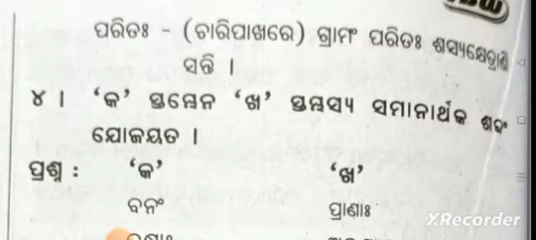 ପରିତଃ - (ଚାରିପାଖରେ) ଗ୍ରାମଂ ପରିତଃ ଶସ୍ୟକ୍ଷେତ୍ରାଣି
ସନ୍ତି ।
୪ । ‘କ’ ସ୍ତମ୍ଭେନ ‘ଖ’ ସ୍ତମ୍ଭସ୍ୟ ସମାନାର୍ଥକ ଶବ୍ଦଂ
ଯୋଜୟତ ।
ପ୍ରଶ୍ନ : ‘କ’ ‘ଖ’
ବନଂ ପ୍ରାଣାଃ
XRecorder